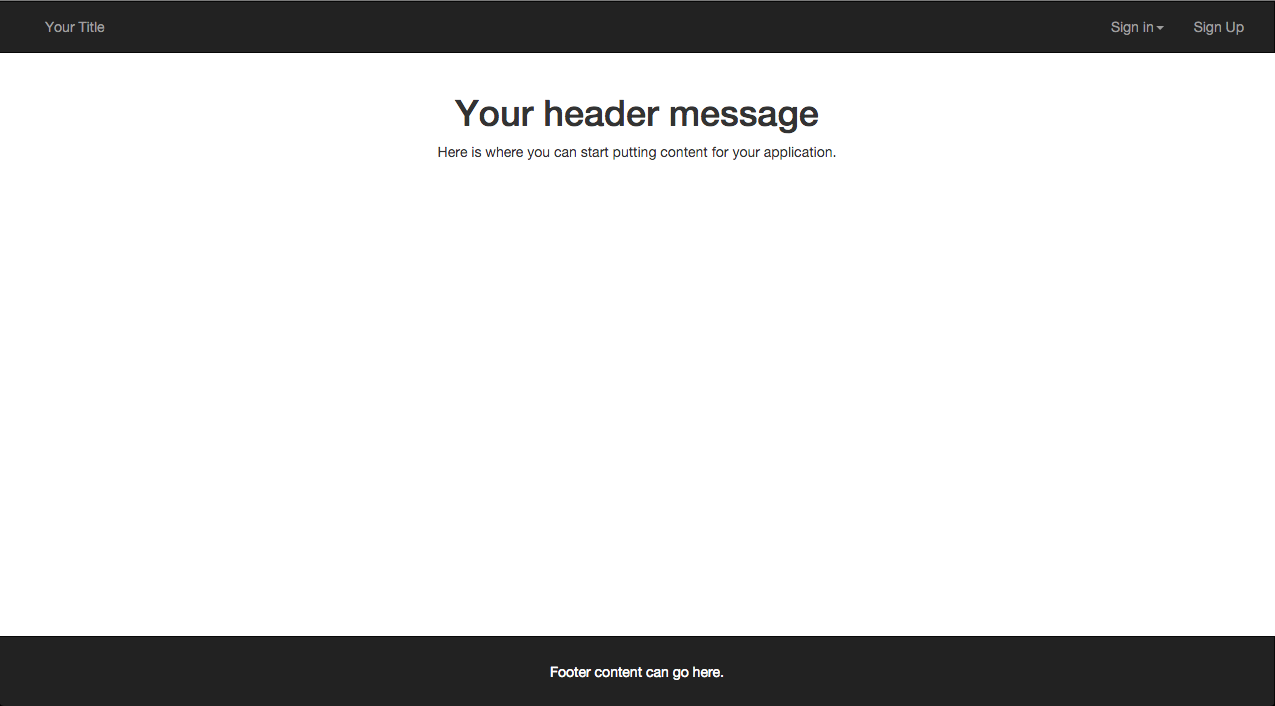 Your Title Sign in Sign Up
Your header message
Here is where you can start putting content for your application.
Footer content can go here.